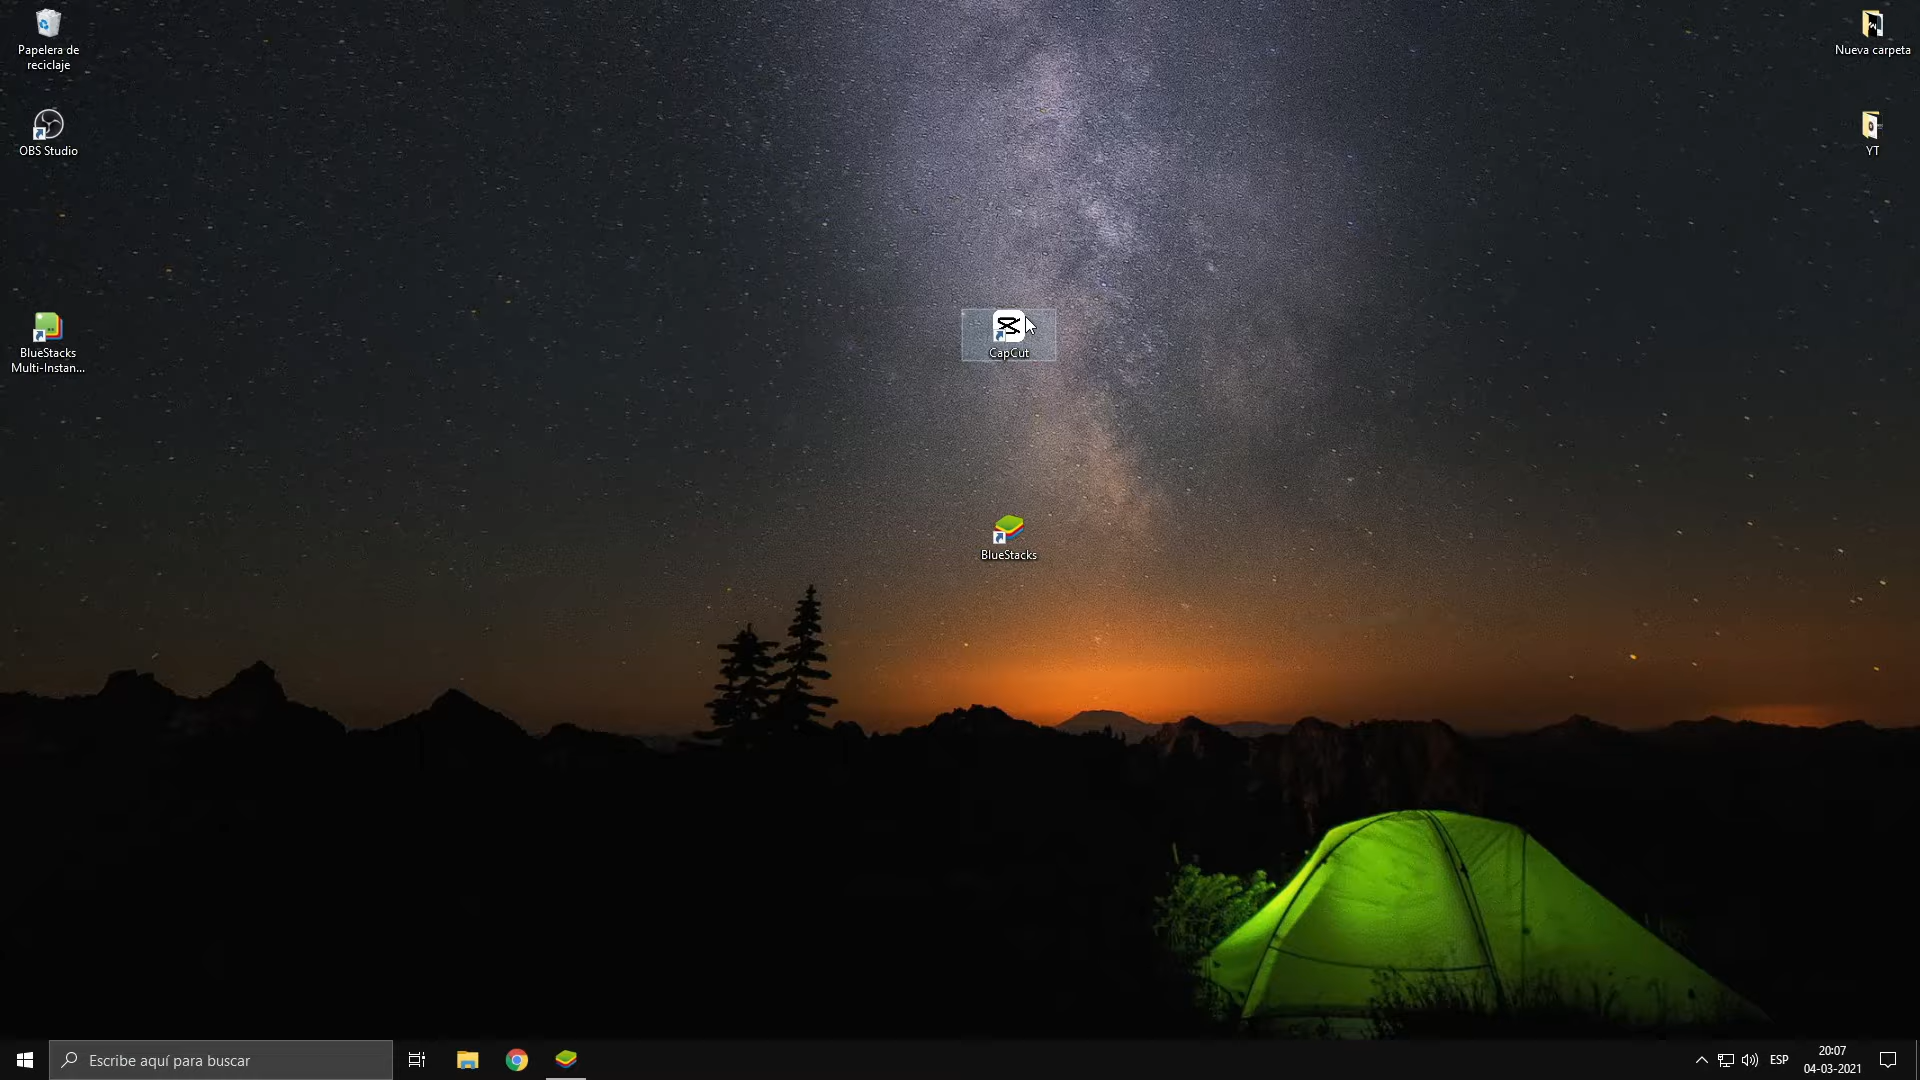 Papelera de
reciclaje
OBS Studio
BlueStacks
Multi-Instan...
CapCut
BlueStacks
Nueva carpeta
YT
Escribe aquí para buscar
ESP
20:07
04-03-2021